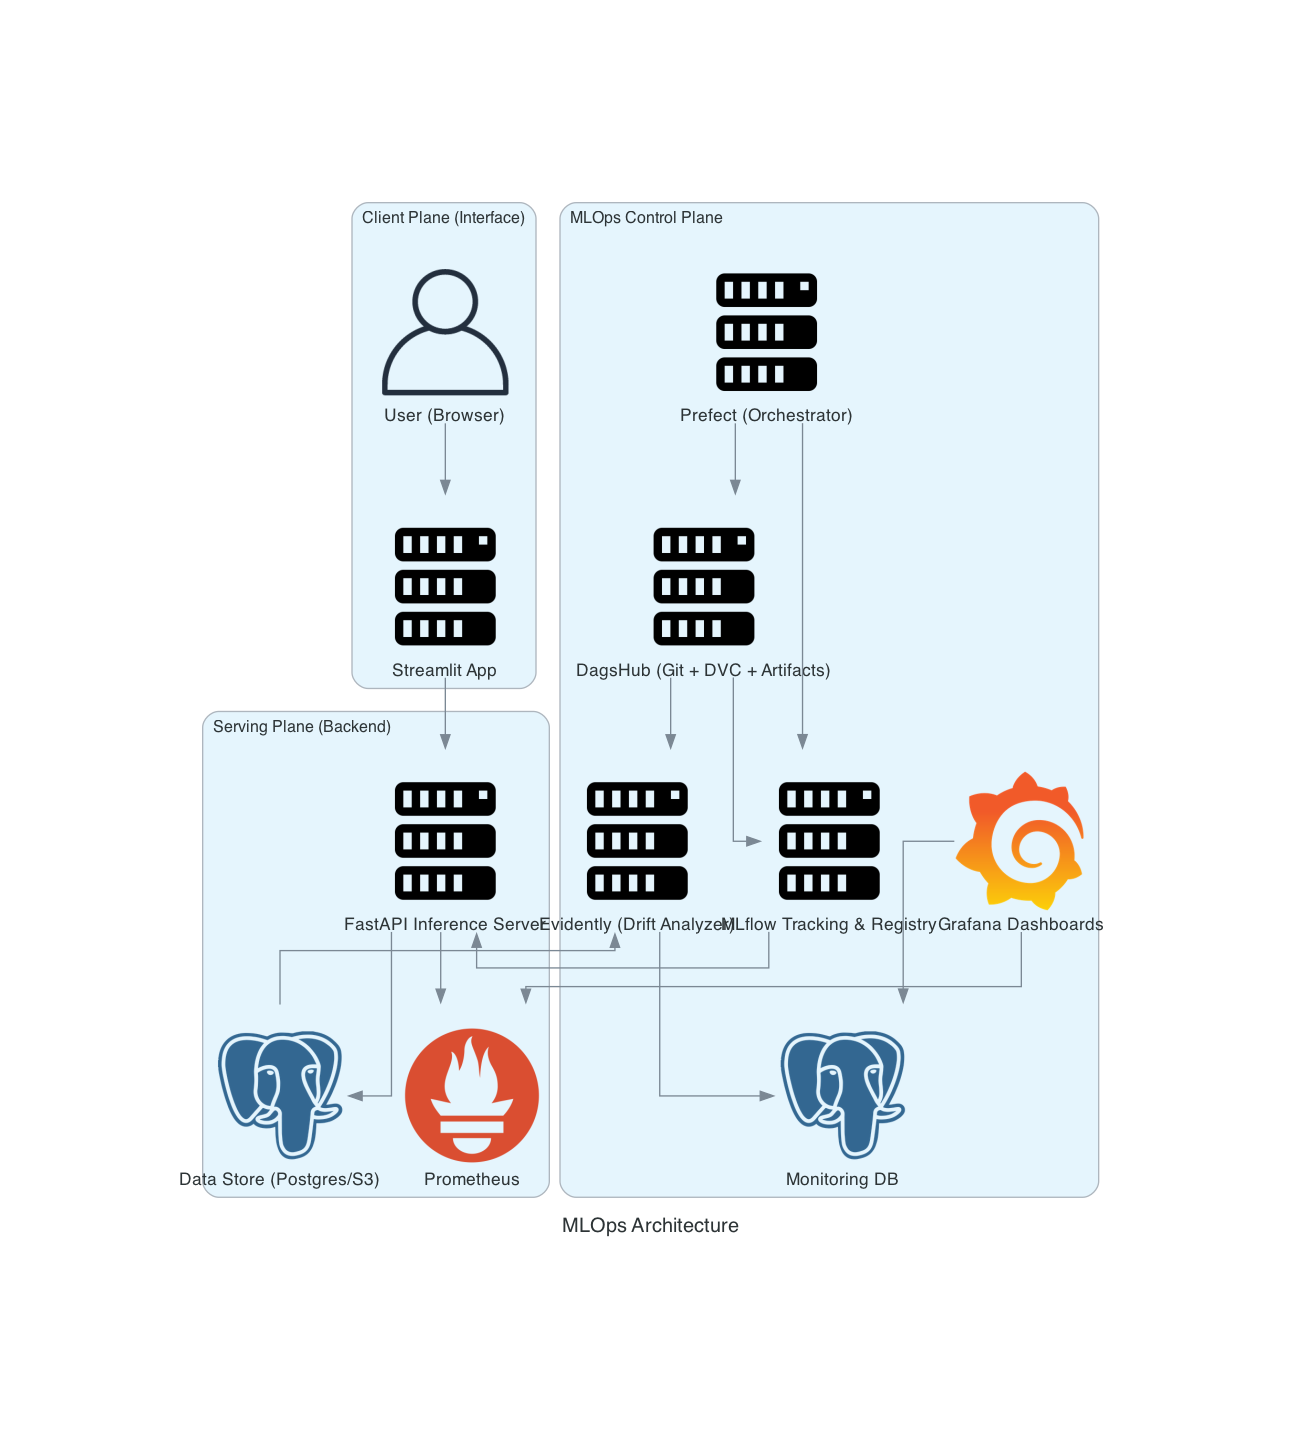 Client Plane (Interface)
MLOps Control Plane
User (Browser)
Prefect (Orchestrator)
Streamlit App
DagsHub (Git + DVC + Artifacts)
Serving Plane (Backend)
FastAPI Inference Server
Evidently (Drift Analyzer)
MLflow Tracking & Registry
Grafana Dashboards
Data Store (Postgres/S3)
Prometheus
Monitoring DB
MLOps Architecture